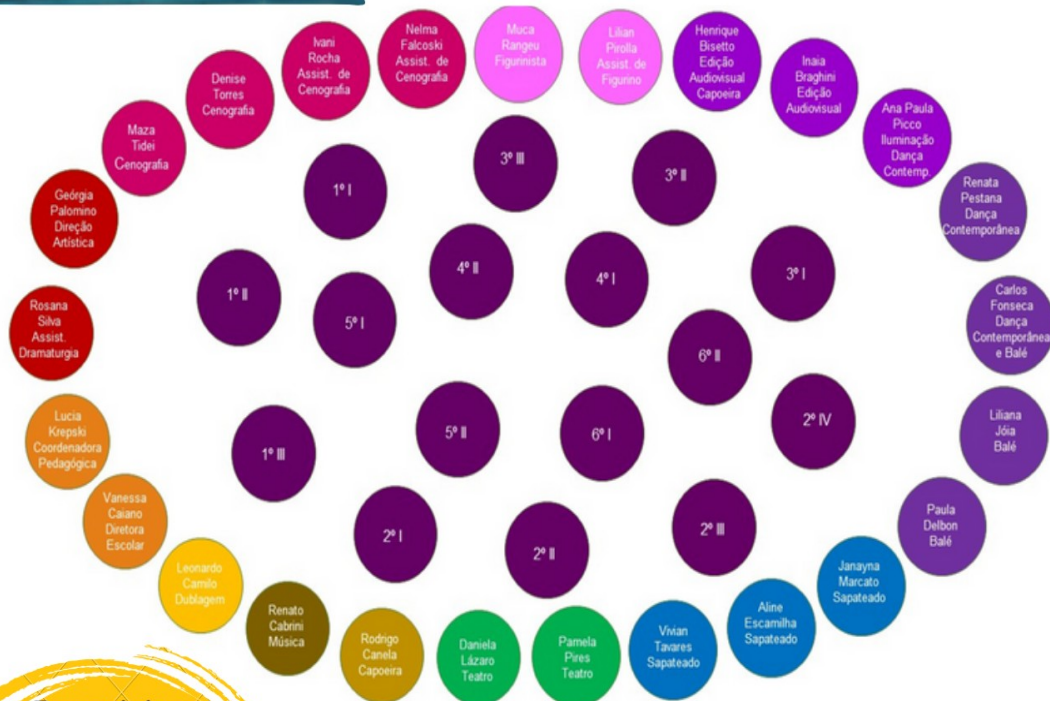 Nelma
Falcoski
Assist. de
Cenografia
Muca
Rangeu
Figurinista
Lilian
Pirolla
Assist. de
Figurino
Henrique
Bisetto
Edição
Audiovisual
Capoeira
Inaia
Braghini
Edição
Audiovisual
Ana Paula
Picco
Iluminação
Dança
Contemp.
Renata
Pestana
Dança
Contemporânea
Carlos
Fonseca
Dança
Contemporânea
e Balé
Liliana
Jóia
Balé
Paula
Delbon
Balé
Janayna
Marcato
Sapateado
Aline
Escamilha
Sapateado
Vivian
Tavares
Sapateado
Pamela
Pires
Teatro
Daniela
Lázaro
Teatro
Rodrigo
Canela
Capoeira
Renato
Cabrini
Música
Leonardo
Camilo
Dublagem
Vanessa
Caiano
Diretora
Escolar
Lucia
Krepski
Coordenadora
Pedagógica
Rosana
Silva
Assist.
Dramaturgia
Geórgia
Palomino
Direção
Artística
Maza
Tidei
Cenografia
Denise
Torres
Cenografia
Ivani
Rocha
Assist. de
Cenografia
1º I
3º III
3º II
1º II
5º I
4º II
4º I
3º I
6º II
1º III
5º II
6º I
2º IV
2º I
2º II
2º III